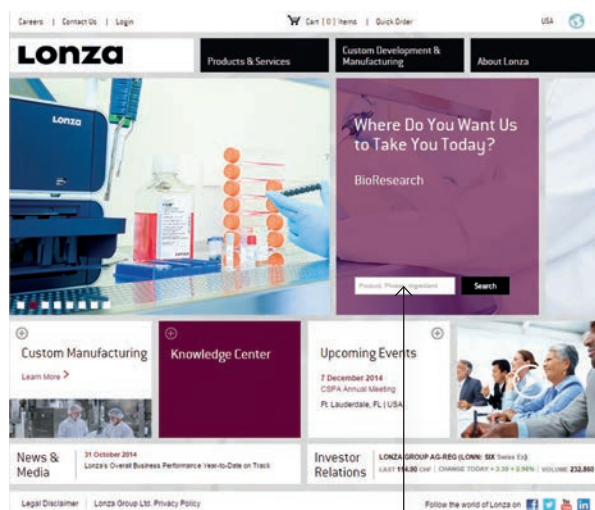 Careers | Contact Us | Login
Cart [ 0 ] Items | Quick Order
USA
Lonza
Products & Services
Custom Development &
Manufacturing
About Lonza
Lonza
Where Do You Want Us
to Take You Today?
BioResearch
Search
Custom Manufacturing
Learn More >
Knowledge Center
Upcoming Events
7 December 2014
CSPA Annual Meeting
Ft. Lauderdale, FL | USA
News &
Media
31 October 2014
Lonza's Overall Business Performance Year-to-Date on Track
Investor
Relations
LONZA GROUP AG-REG (LONN: SIX Swiss Ex)
CHF | CHANGE TODAY + 3.30 + 2.96% | VOLUME 232,860
Legal Disclaimer | Lonza Group Ltd. Privacy Policy
Follow the world of Lonza on